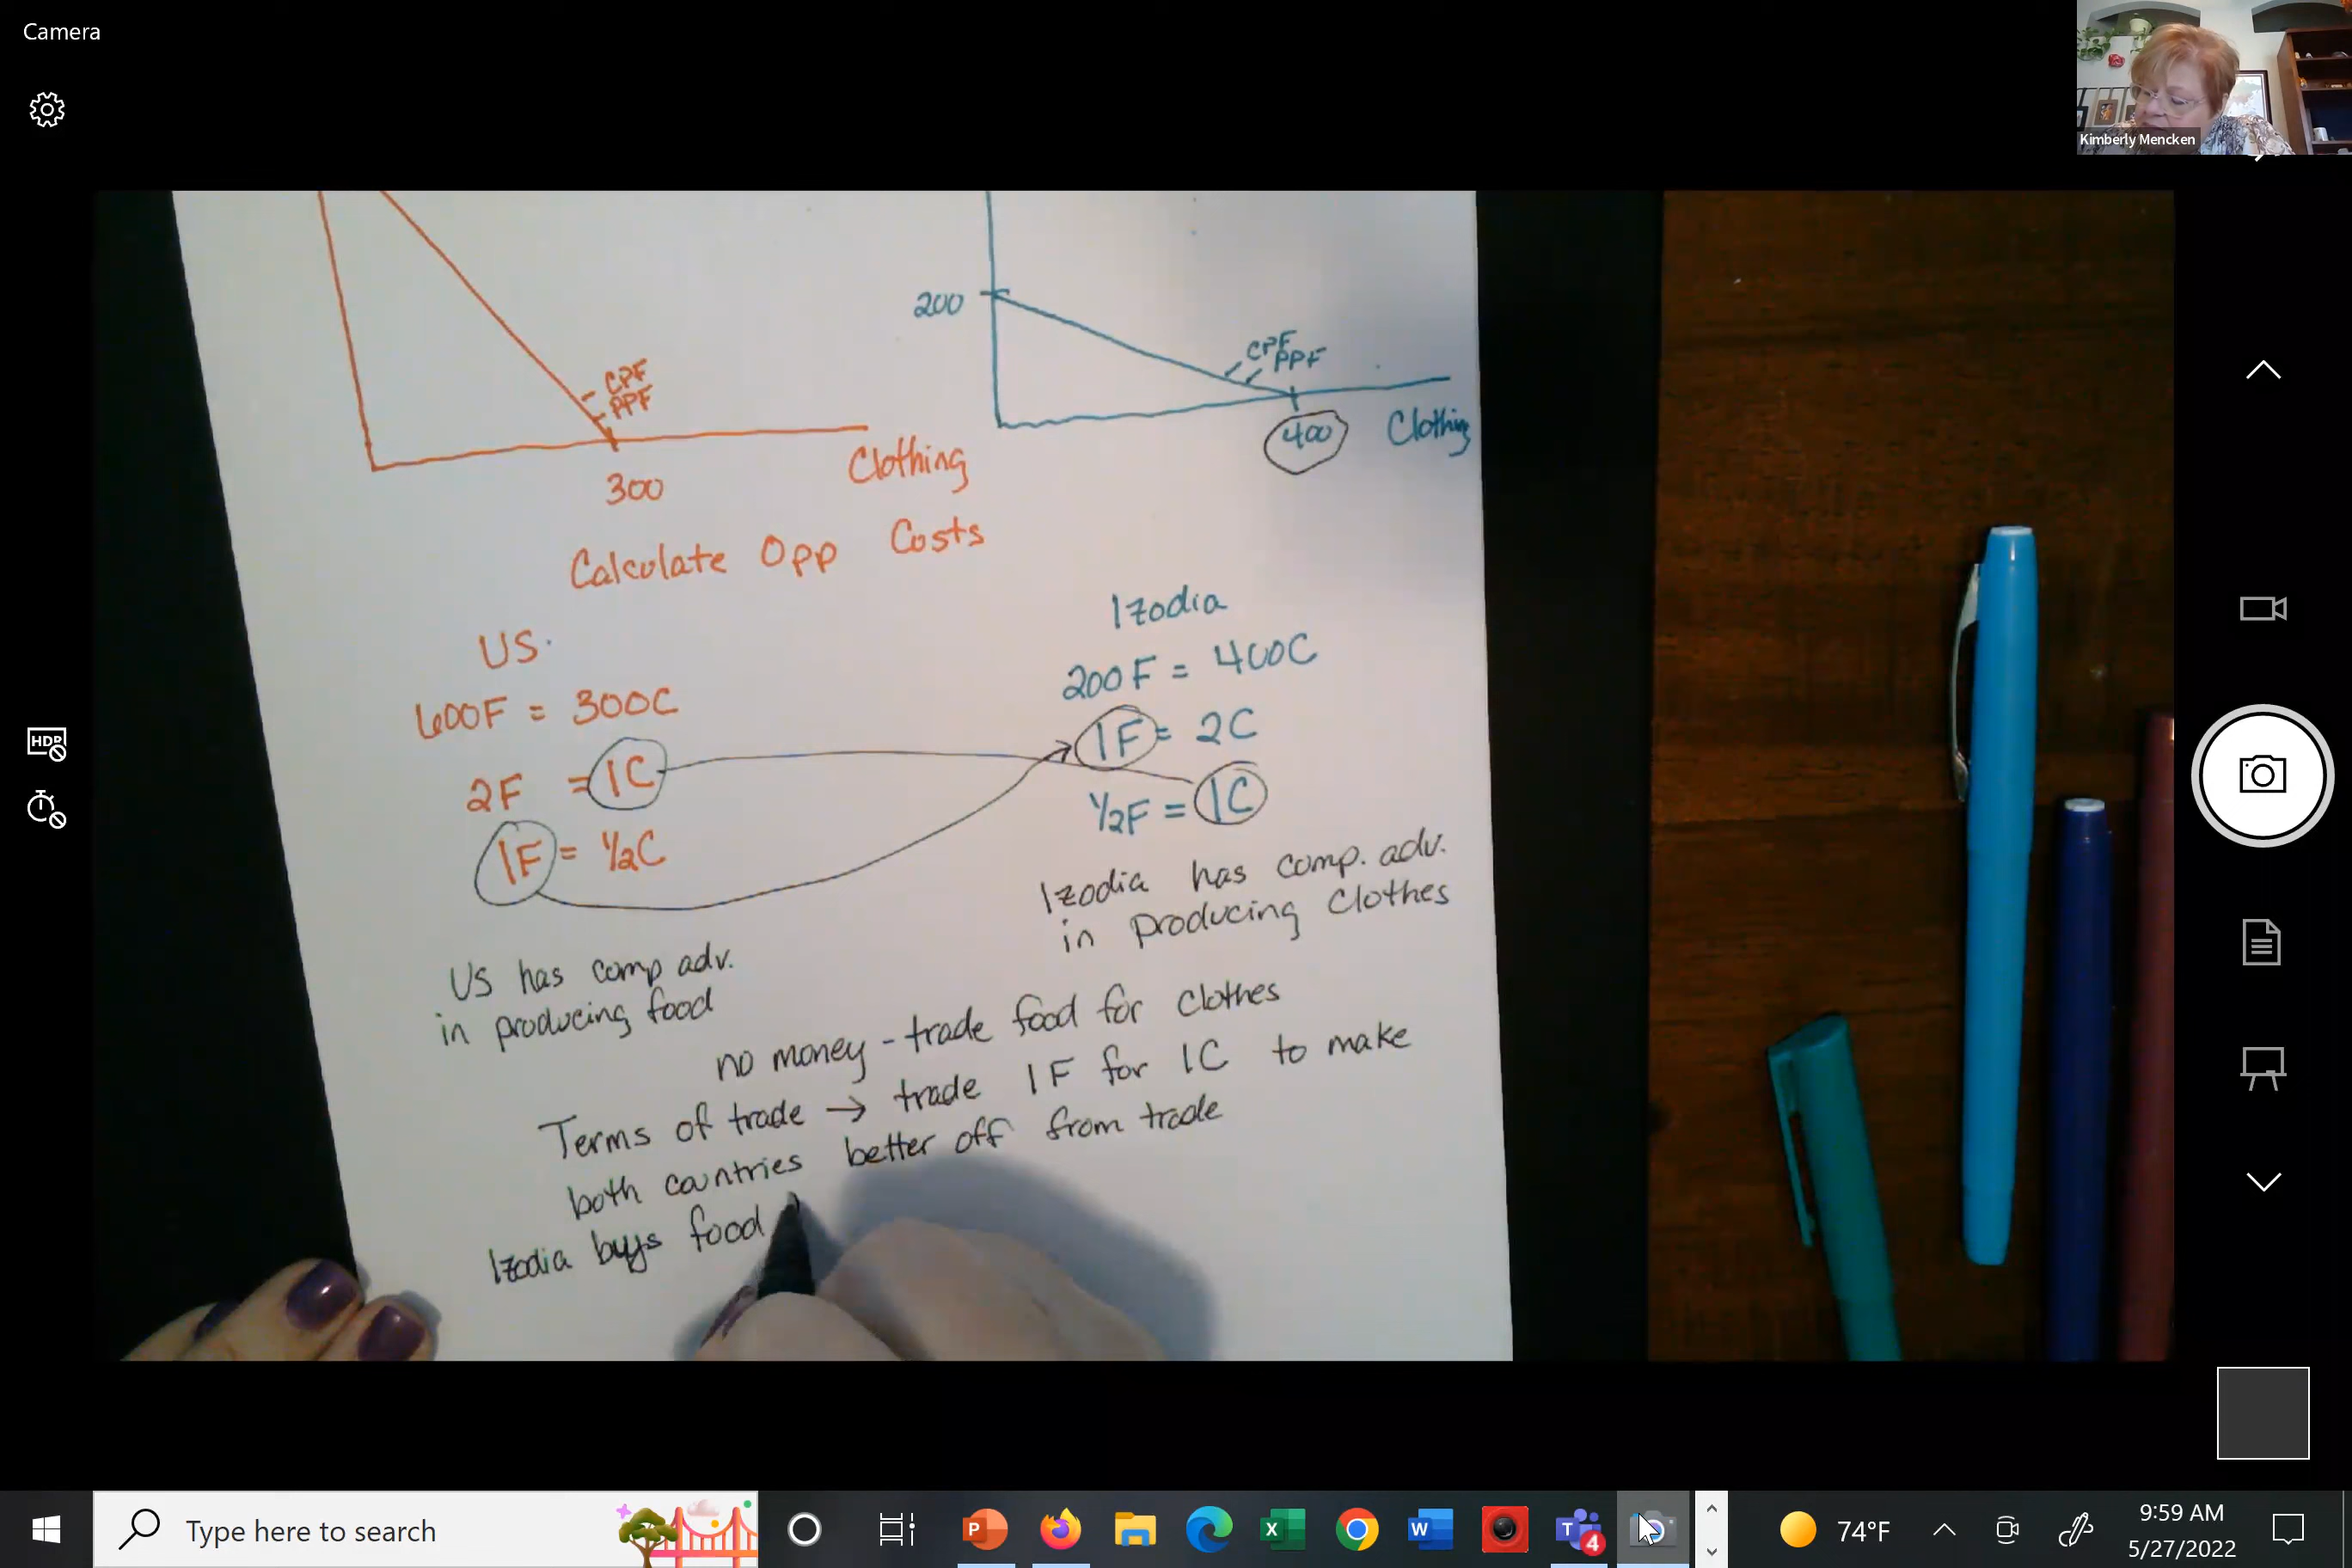 Camera
Kimberly Mencken
CPF
PPF
300
Clothing
200
CPF
PPF
400
Clothing
Calculate Opp Costs
US
600F = 300C
2F = 1C
1F = ½C
Izodia
200F = 400C
1F = 2C
½F = 1C
US has comp adv.
in producing food
Izodia has comp. adv.
in producing clothes
no money - trade food for clothes
Terms of trade → trade 1F for 1C to make
both countries better off from trade
Izodia buys food
HDR
Type here to search
P
X
W
T
4
74°F
9:59 AM
5/27/2022